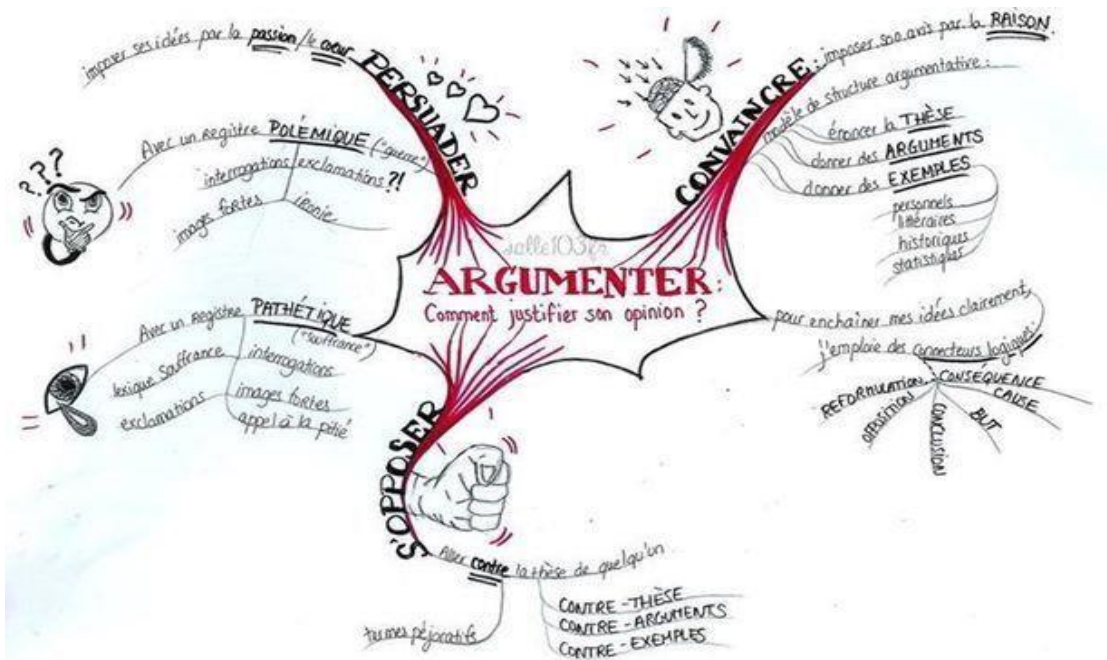 salle103.fr
ARGUMENTER:
Comment justifier son opinion ?
PERSUADER
imposer ses idées par la passion/le cœur
Avec un Registre POLÉMIQUE ("guerre")
interrogations
exclamations ?!
images fortes
ironie
???
Avec un Registre PATHÉTIQUE
("souffrance")
lexique souffrance
interrogations
exclamations
images fortes
appel à la pitié
CONVAINCRE : imposer son avis par la RAISON.
modèle de structure argumentative :
énoncer la THÈSE
donner des ARGUMENTS
donner des EXEMPLES
personnels
littéraires
historiques
statistiques
pour enchaîner mes idées clairement,
j'emploie des connecteurs logiques:
REFORMULATION
CONSÉQUENCE
CAUSE
OPPOSITION
BUT
CONCLUSION
S'OPPOSER
Aller contre la thèse de quelqu'un
termes péjoratifs
CONTRE-THÈSE
CONTRE-ARGUMENTS
CONTRE-EXEMPLES